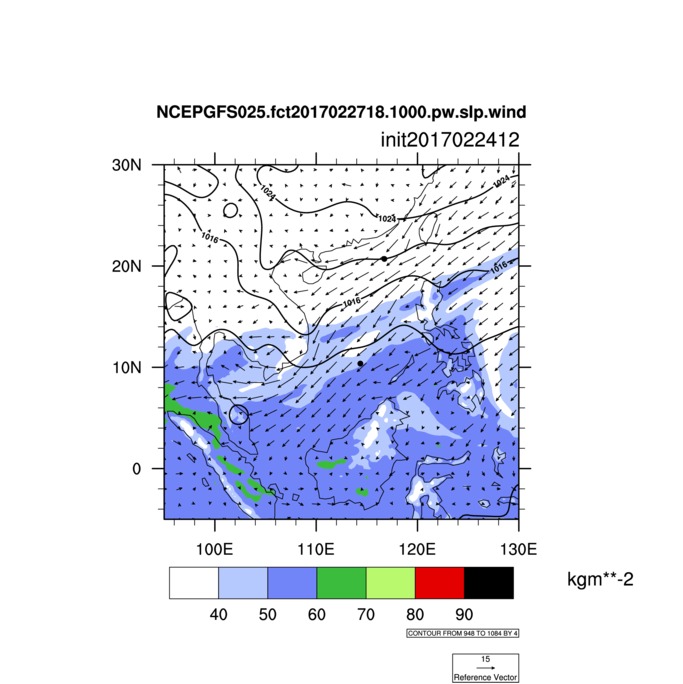 NCEPGFS025.fct2017022718.1000.pw.slp.wind
init2017022412
30N
20N
10N
0
1024
1024
1024
1016
1016
1016
100E
110E
120E
130E
40
50
60
70
80
90
kgm**-2
CONTOUR FROM 948 TO 1084 BY 4
15
Reference Vector